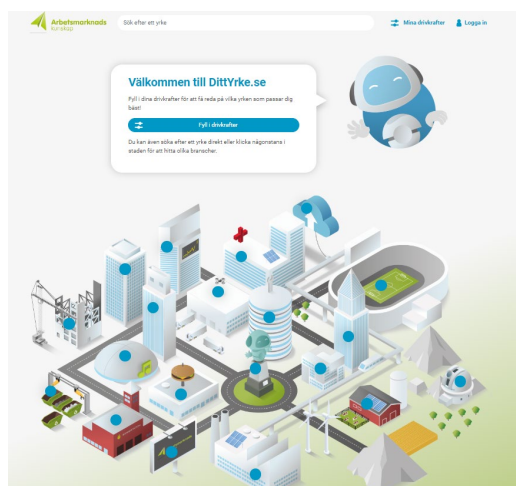 Arbetsmarknads
kunskap
Sök efter ett yrke
Mina drivkrafter
Logga in
Välkommen till DittYrke.se
Fyll i dine drivkrafter för att få reda på vilka yrken som passar dig
bäst!
Fyll i drivkrafter
Du kan även söka efter ett yrke direkt eller klicka någonstans i
staden för att hitta olika branscher.